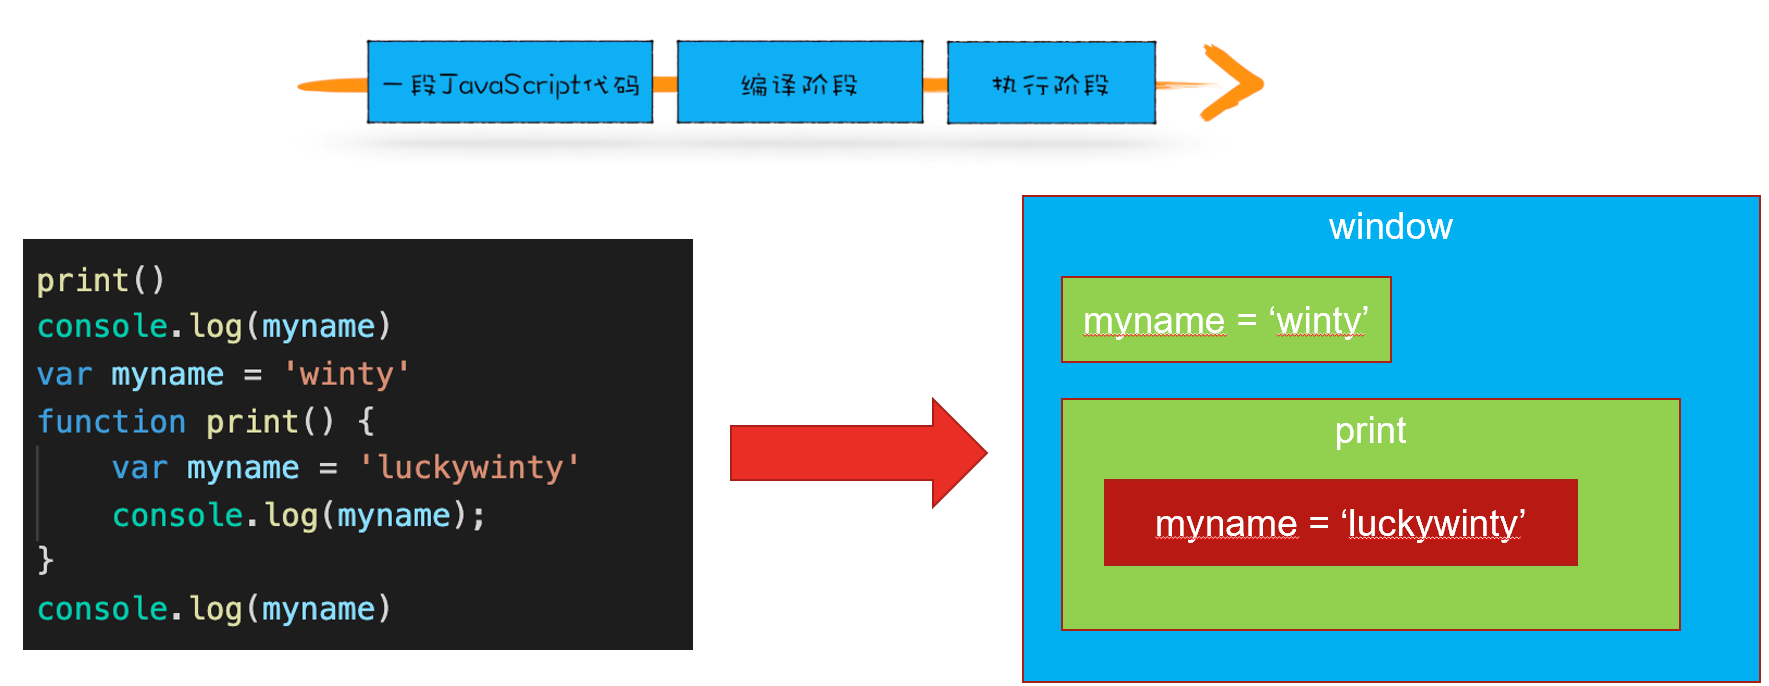 一段JavaScript代码
编译阶段
执行阶段
print()
console.log(myname)
var myname = 'winty'
function print() {
    var myname = 'luckywinty'
    console.log(myname);
}
console.log(myname)
window
myname = ‘winty’
print
myname = ‘luckywinty’